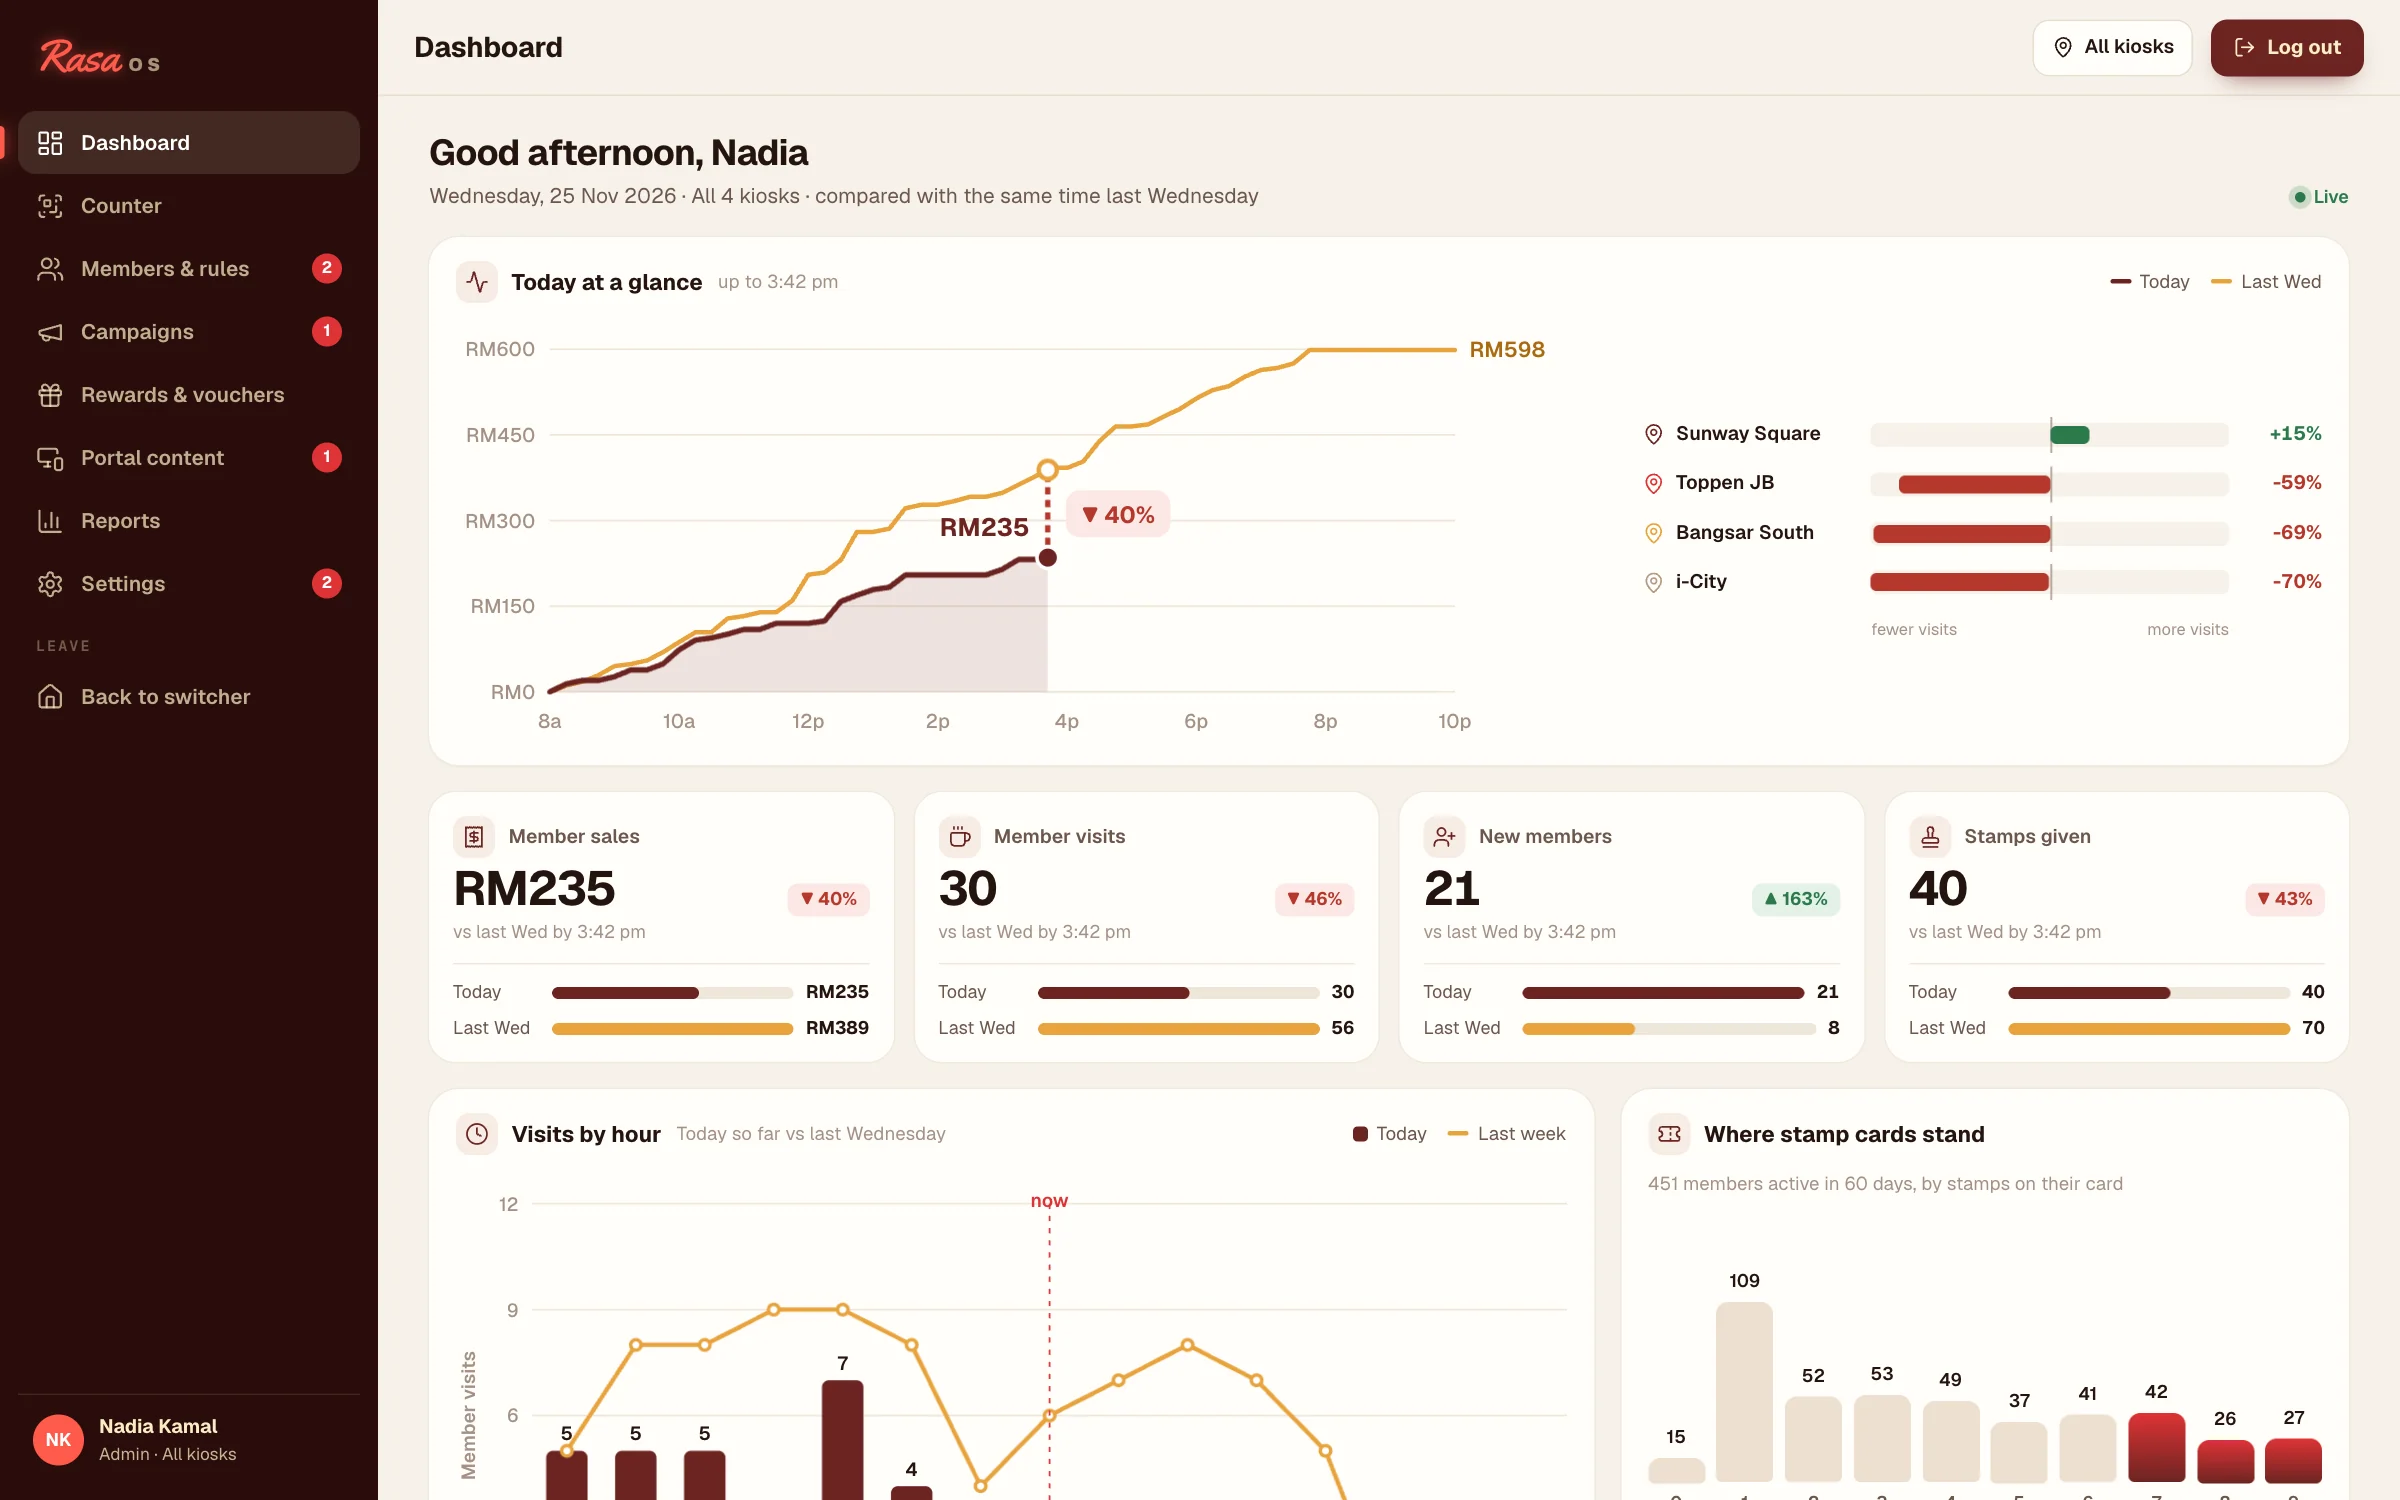 Rasa os
Dashboard
Counter
Members & rules 2
Campaigns 1
Rewards & vouchers
Portal content 1
Reports
Settings 2
LEAVE
Back to switcher
NK
Nadia Kamal
Admin · All kiosks
Dashboard
All kiosks
Log out
Good afternoon, Nadia
Wednesday, 25 Nov 2026 · All 4 kiosks · compared with the same time last Wednesday
Live
Today at a glance up to 3:42 pm
Today Last Wed
RM600
RM450
RM300
RM150
RM0
8a 10a 12p 2p 4p 6p 8p 10p
RM598
RM235
▼ 40%
Sunway Square +15%
Toppen JB -59%
Bangsar South -69%
i-City -70%
fewer visits more visits
Member sales
RM235 ▼ 40%
vs last Wed by 3:42 pm
Today RM235
Last Wed RM389
Member visits
30 ▼ 46%
vs last Wed by 3:42 pm
Today 30
Last Wed 56
New members
21 ▲ 163%
vs last Wed by 3:42 pm
Today 21
Last Wed 8
Stamps given
40 ▼ 43%
vs last Wed by 3:42 pm
Today 40
Last Wed 70
Visits by hour Today so far vs last Wednesday
Today Last week
12
9
6
Member visits
now
5 5 5 7 4
Where stamp cards stand
451 members active in 60 days, by stamps on their card
15 109 52 53 49 37 41 42 26 27